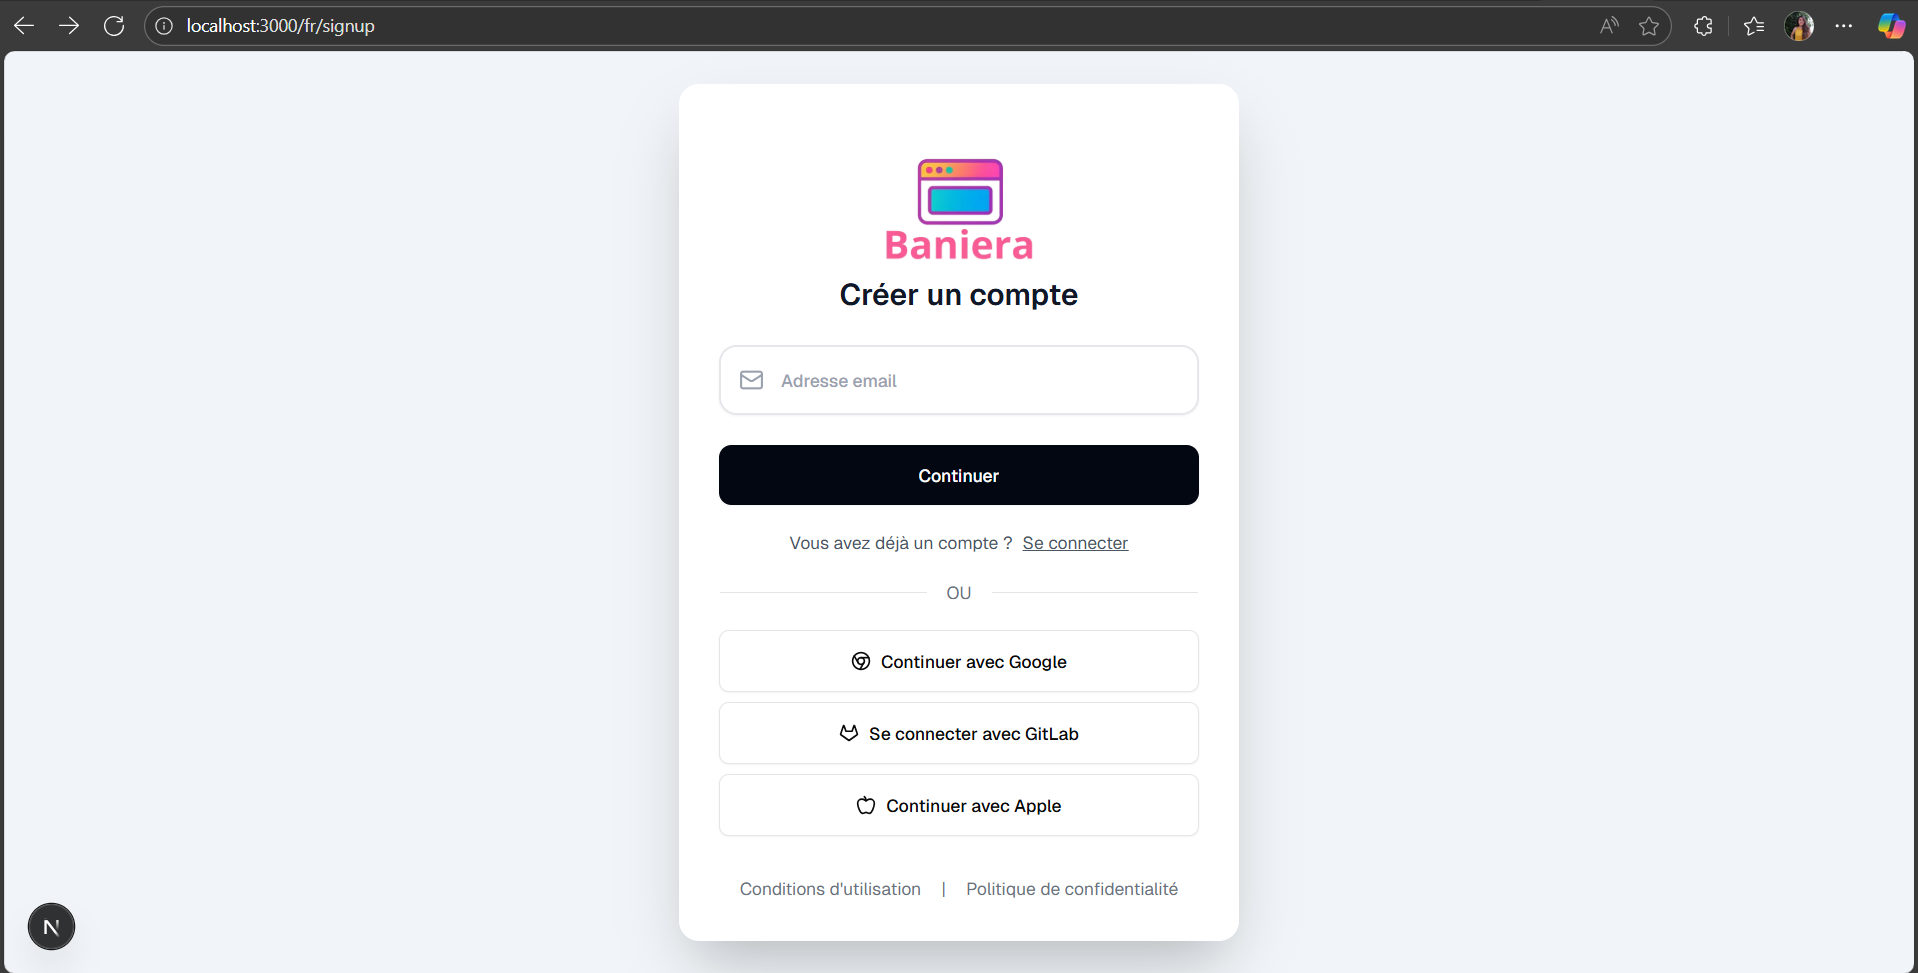 localhost:3000/fr/signup
Baniera
Créer un compte
Adresse email
Continuer
Vous avez déjà un compte ? Se connecter
OU
Continuer avec Google
Se connecter avec GitLab
Continuer avec Apple
Conditions d'utilisation | Politique de confidentialité
N